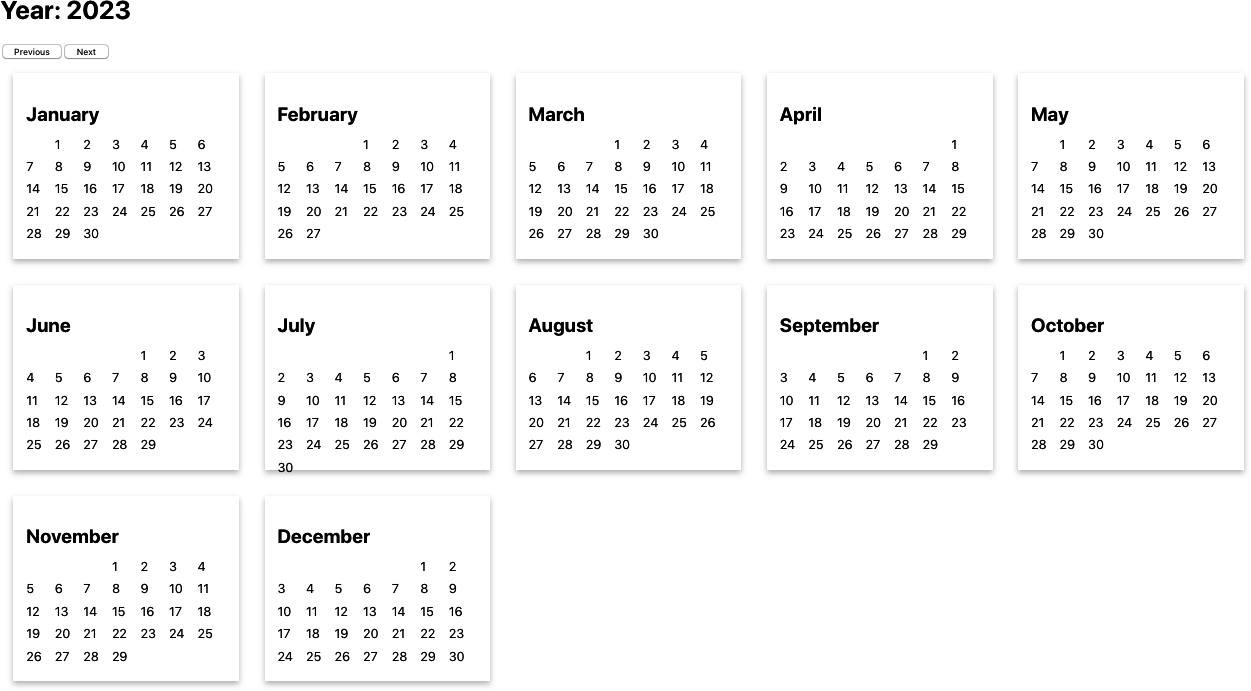 Year: 2023
Previous Next
January
1 2 3 4 5 6
7 8 9 10 11 12 13
14 15 16 17 18 19 20
21 22 23 24 25 26 27
28 29 30
February
1 2 3 4
5 6 7 8 9 10 11
12 13 14 15 16 17 18
19 20 21 22 23 24 25
26 27
March
1 2 3 4
5 6 7 8 9 10 11
12 13 14 15 16 17 18
19 20 21 22 23 24 25
26 27 28 29 30
April
1
2 3 4 5 6 7 8
9 10 11 12 13 14 15
16 17 18 19 20 21 22
23 24 25 26 27 28 29
May
1 2 3 4 5 6
7 8 9 10 11 12 13
14 15 16 17 18 19 20
21 22 23 24 25 26 27
28 29 30
June
1 2 3
4 5 6 7 8 9 10
11 12 13 14 15 16 17
18 19 20 21 22 23 24
25 26 27 28 29
July
1
2 3 4 5 6 7 8
9 10 11 12 13 14 15
16 17 18 19 20 21 22
23 24 25 26 27 28 29
30
August
1 2 3 4 5
6 7 8 9 10 11 12
13 14 15 16 17 18 19
20 21 22 23 24 25 26
27 28 29 30
September
1 2
3 4 5 6 7 8 9
10 11 12 13 14 15 16
17 18 19 20 21 22 23
24 25 26 27 28 29
October
1 2 3 4 5 6
7 8 9 10 11 12 13
14 15 16 17 18 19 20
21 22 23 24 25 26 27
28 29 30
November
1 2 3 4
5 6 7 8 9 10 11
12 13 14 15 16 17 18
19 20 21 22 23 24 25
26 27 28 29
December
1 2
3 4 5 6 7 8 9
10 11 12 13 14 15 16
17 18 19 20 21 22 23
24 25 26 27 28 29 30